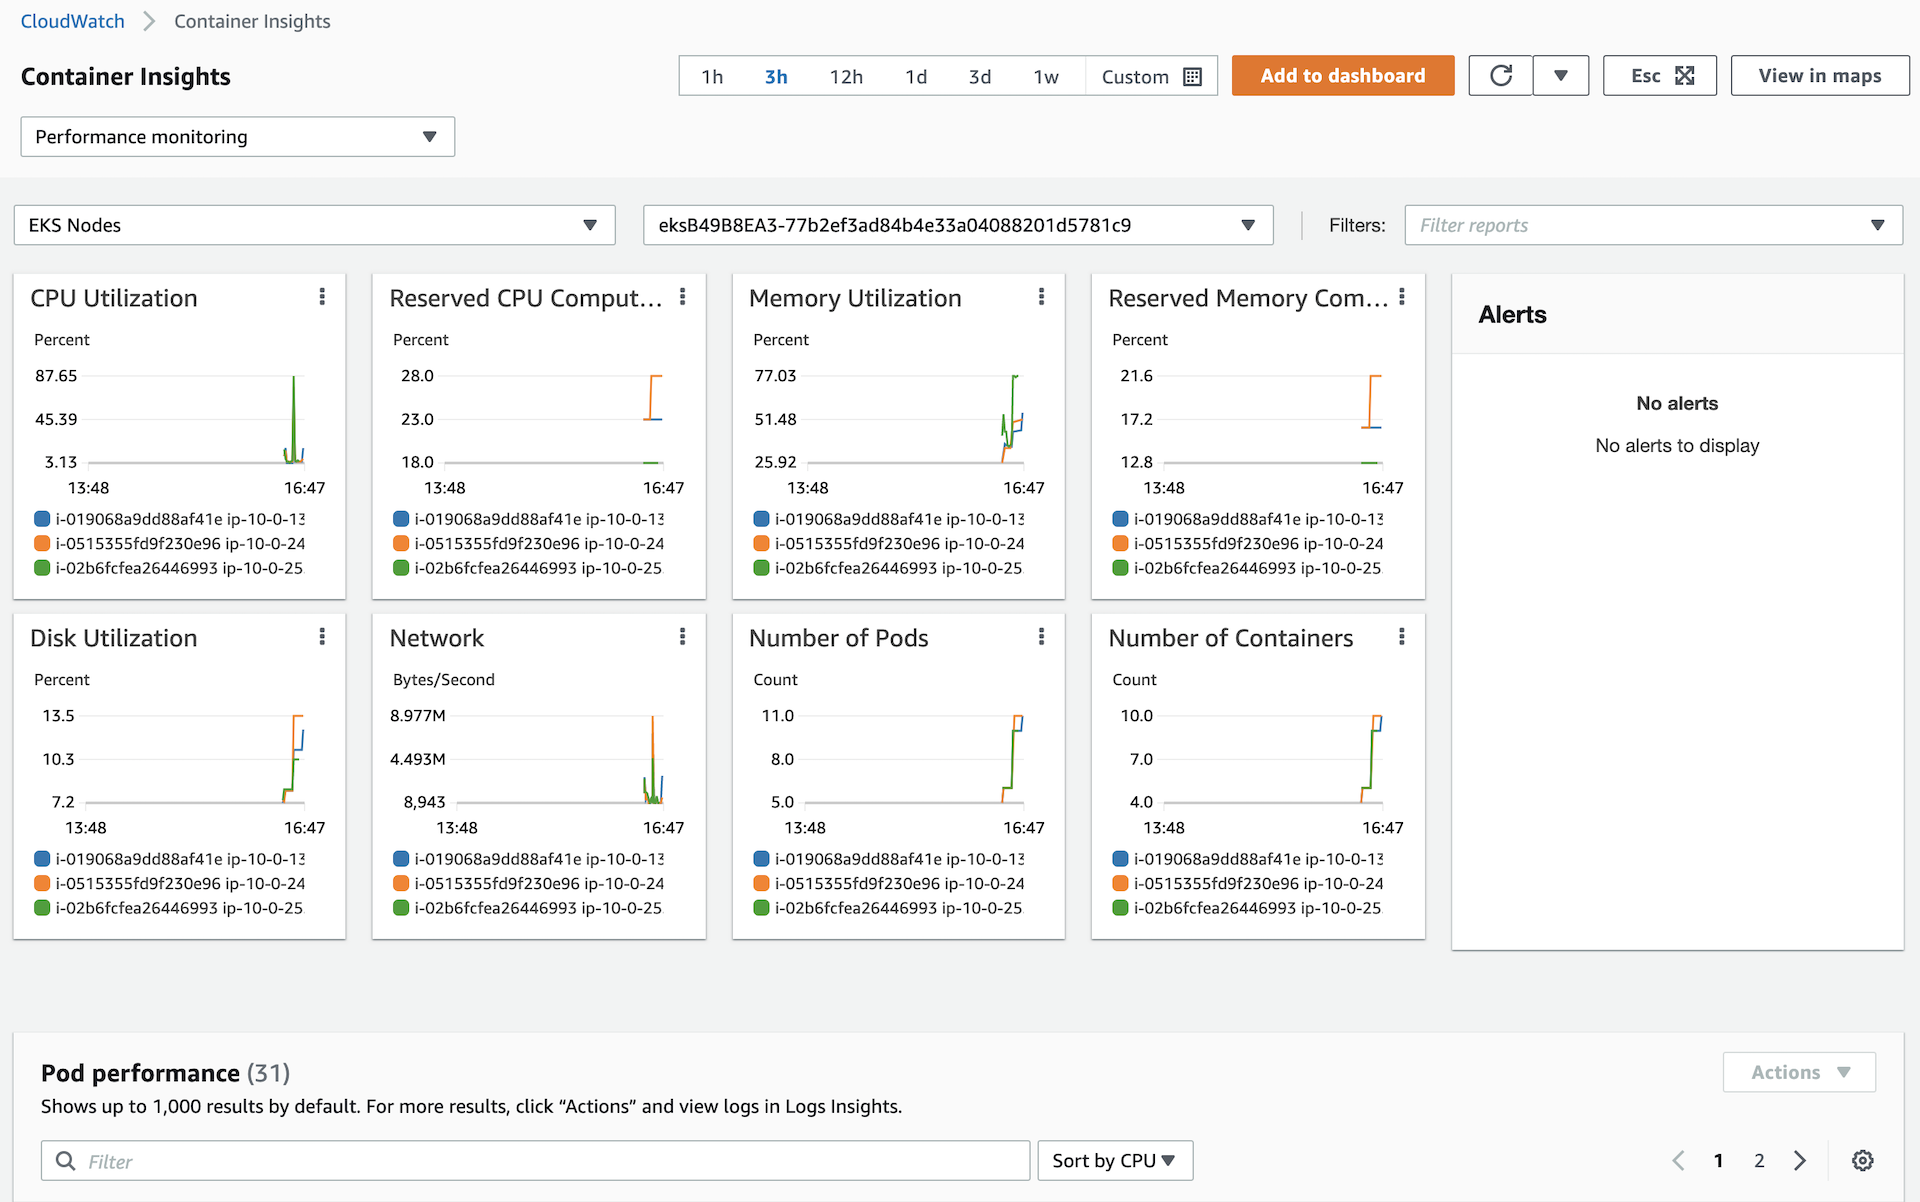 CloudWatch > Container Insights
Container Insights
1h 3h 12h 1d 3d 1w Custom
Add to dashboard
Esc
View in maps
Performance monitoring
EKS Nodes
eksB49B8EA3-77b2ef3ad84b4e33a04088201d5781c9
Filters:
Filter reports
CPU Utilization
Percent
87.65
45.39
3.13
13:48 16:47
i-019068a9dd88af41e ip-10-0-13
i-0515355fd9f230e96 ip-10-0-24
i-02b6fcfea26446993 ip-10-0-25.
Reserved CPU Comput...
Percent
28.0
23.0
18.0
13:48 16:47
i-019068a9dd88af41e ip-10-0-13
i-0515355fd9f230e96 ip-10-0-24
i-02b6fcfea26446993 ip-10-0-25.
Memory Utilization
Percent
77.03
51.48
25.92
13:48 16:47
i-019068a9dd88af41e ip-10-0-13
i-0515355fd9f230e96 ip-10-0-24
i-02b6fcfea26446993 ip-10-0-25.
Reserved Memory Com...
Percent
21.6
17.2
12.8
13:48 16:47
i-019068a9dd88af41e ip-10-0-13
i-0515355fd9f230e96 ip-10-0-24
i-02b6fcfea26446993 ip-10-0-25.
Alerts
No alerts
No alerts to display
Disk Utilization
Percent
13.5
10.3
7.2
13:48 16:47
i-019068a9dd88af41e ip-10-0-13
i-0515355fd9f230e96 ip-10-0-24
i-02b6fcfea26446993 ip-10-0-25.
Network
Bytes/Second
8.977M
4.493M
8,943
13:48 16:47
i-019068a9dd88af41e ip-10-0-13
i-0515355fd9f230e96 ip-10-0-24
i-02b6fcfea26446993 ip-10-0-25.
Number of Pods
Count
11.0
8.0
5.0
13:48 16:47
i-019068a9dd88af41e ip-10-0-13
i-0515355fd9f230e96 ip-10-0-24
i-02b6fcfea26446993 ip-10-0-25.
Number of Containers
Count
10.0
7.0
4.0
13:48 16:47
i-019068a9dd88af41e ip-10-0-13
i-0515355fd9f230e96 ip-10-0-24
i-02b6fcfea26446993 ip-10-0-25.
Pod performance (31)
Actions
Shows up to 1,000 results by default. For more results, click “Actions” and view logs in Logs Insights.
Filter
Sort by CPU
1 2